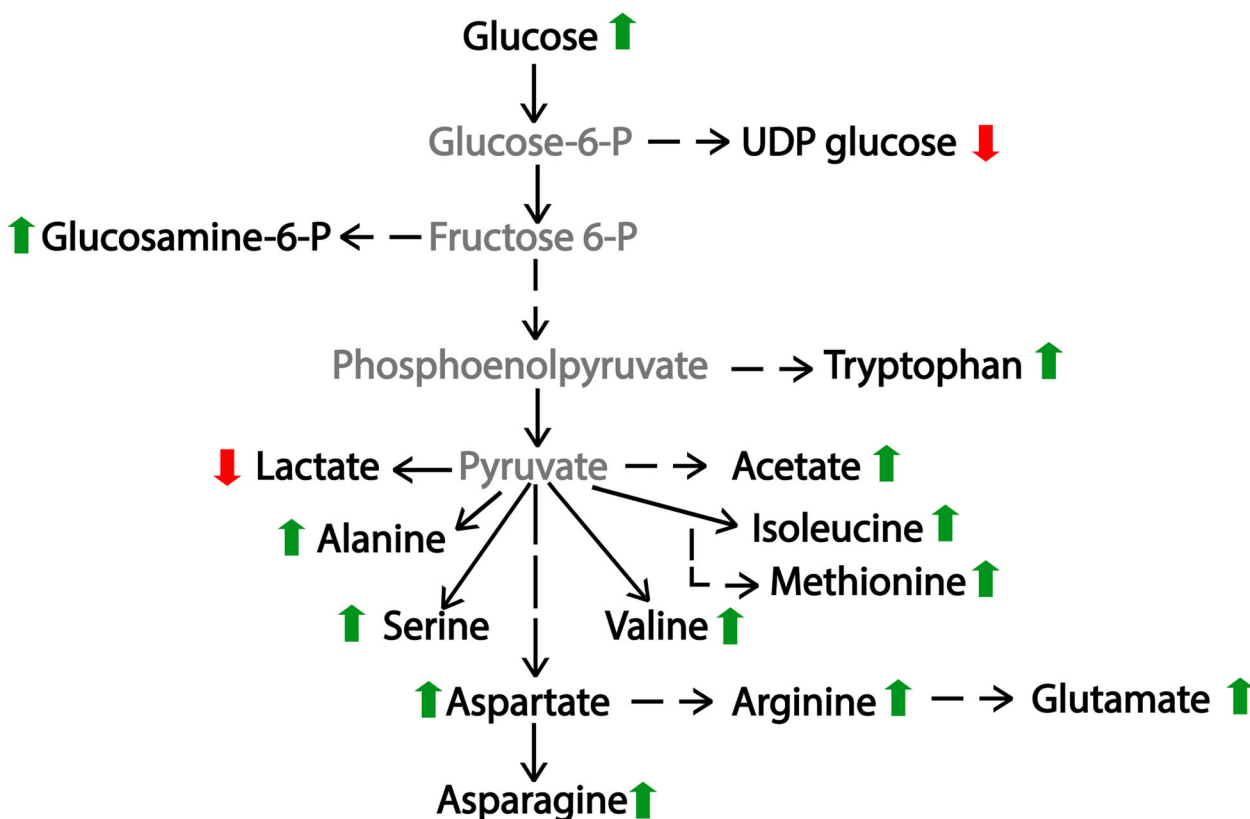 Glucose
Glucose-6-P
UDP glucose
Glucosamine-6-P
Fructose 6-P
Phosphoenolpyruvate
Tryptophan
Lactate
Pyruvate
Acetate
Alanine
Isoleucine
Methionine
Serine
Valine
Aspartate
Arginine
Glutamate
Asparagine